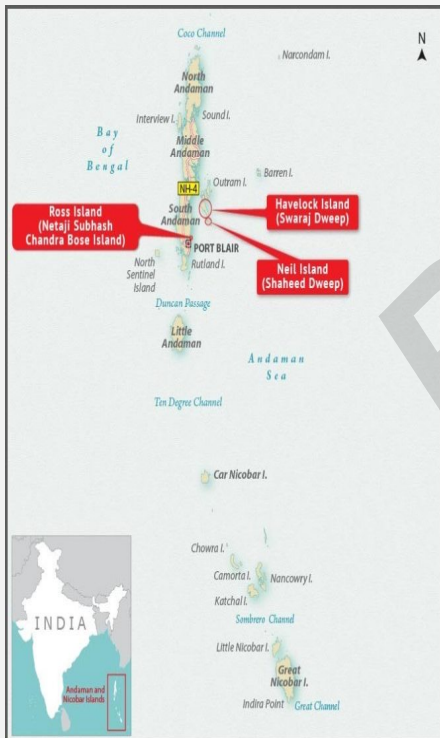 Coco Channel
N
Narcondam I.
North
Andaman
Interview I.
Sound I.
Bay
of
Bengal
Middle
Andaman
NH-4
Outram I.
Barren I.
Ross Island
(Netaji Subhash
Chandra Bose Island)
South
Andaman
Havelock Island
(Swaraj Dweep)
PORT BLAIR
North
Sentinel
Island
Rutland I.
Neil Island
(Shaheed Dweep)
Duncan Passage
Little
Andaman
Andaman
Sea
Ten Degree Channel
Car Nicobar I.
Chowra I.
Camorta I.
Nancowry I.
Katchal I.
Sombrero Channel
Little Nicobar I.
Great
Nicobar I.
Indira Point
Great Channel
INDIA
Andaman and
Nicobar Islands